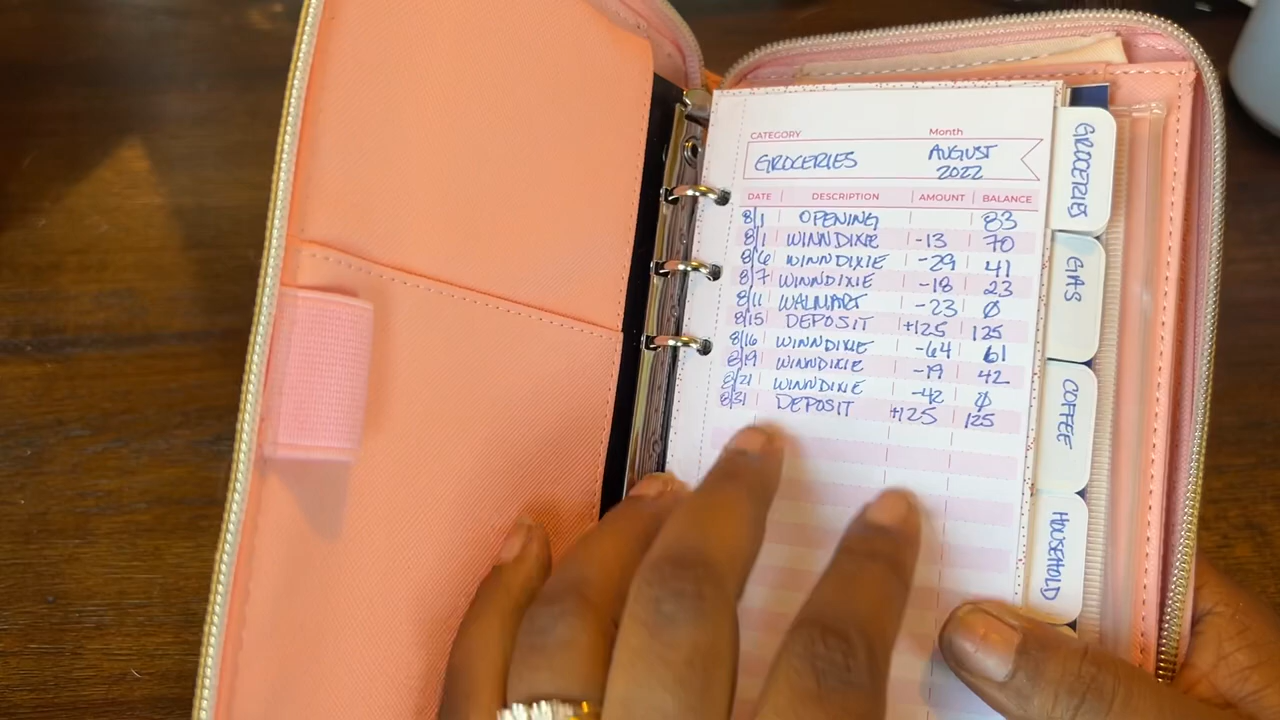 CATEGORY Month
GROCERIES AUGUST 2022
DATE DESCRIPTION AMOUNT BALANCE
8/1 OPENING 83
8/1 WINNDIXIE -13 70
8/6 WINNDIXIE -29 41
8/7 WINNDIXIE -18 23
8/11 WALMART -23 Ø
8/15 DEPOSIT +125 125
8/16 WINNDIXIE -64 61
8/19 WINNDIXIE -19 42
8/21 WINNDIXIE -42 Ø
8/31 DEPOSIT +125 125
GROCERIES
GAS
COFFEE
HOUSEHOLD